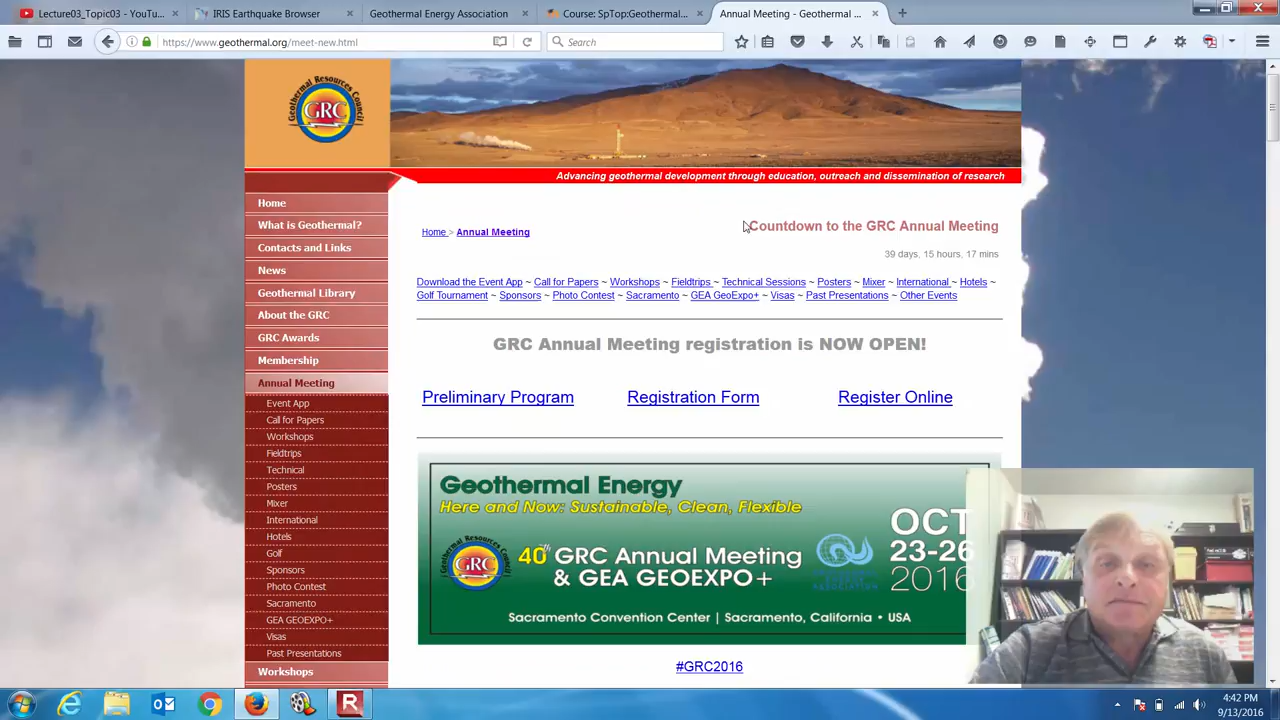 Lecture03_Topic03 - YouTu...
IRIS Earthquake Browser
Geothermal Energy Association
Course: SpTop:Geothermal...
Annual Meeting - Geothermal ...
https://www.geothermal.org/meet-new.html
Search
Geothermal Resources Council
GRC
Advancing geothermal development through education, outreach and dissemination of research
Home
What is Geothermal?
Contacts and Links
News
Geothermal Library
About the GRC
GRC Awards
Membership
Annual Meeting
Event App
Call for Papers
Workshops
Fieldtrips
Technical
Posters
Mixer
International
Hotels
Golf
Sponsors
Photo Contest
Sacramento
GEA GEOEXPO+
Visas
Past Presentations
Workshops
Home > Annual Meeting
Countdown to the GRC Annual Meeting
39 days, 15 hours, 17 mins
Download the Event App ~ Call for Papers ~ Workshops ~ Fieldtrips ~ Technical Sessions ~ Posters ~ Mixer ~ International ~ Hotels ~
Golf Tournament ~ Sponsors ~ Photo Contest ~ Sacramento ~ GEA GeoExpo+ ~ Visas ~ Past Presentations ~ Other Events
GRC Annual Meeting registration is NOW OPEN!
Preliminary Program
Registration Form
Register Online
Geothermal Energy
Here and Now: Sustainable, Clean, Flexible
GRC
40th GRC Annual Meeting
& GEA GEOEXPO+
OCT
23-26
2016
Sacramento Convention Center | Sacramento, California • USA
#GRC2016
4:42 PM
9/13/2016